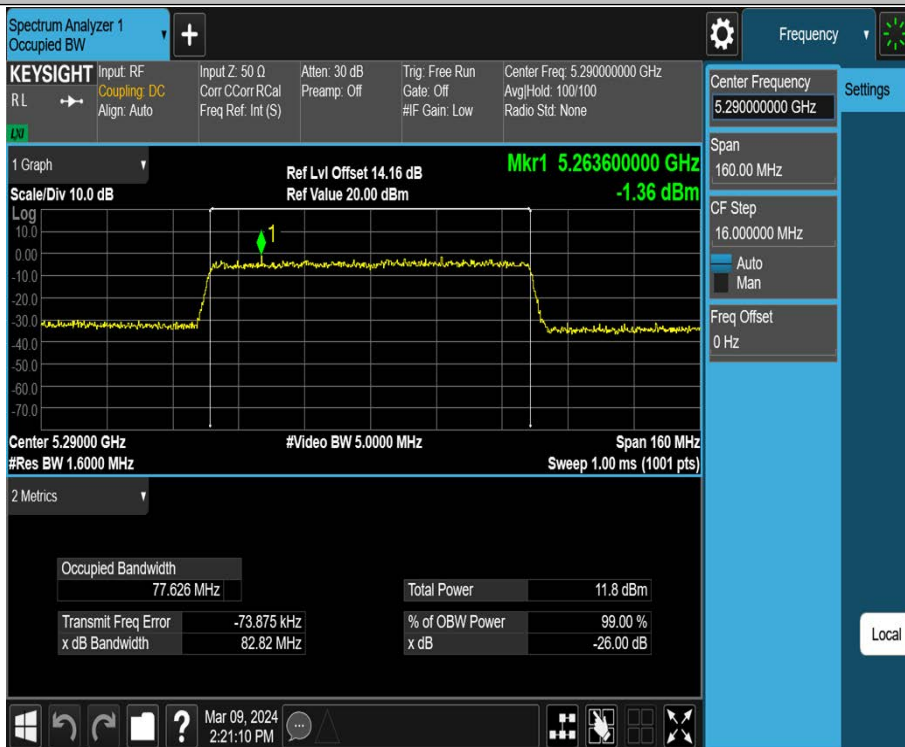 Spectrum Analyzer 1
Occupied BW
+
Frequency
KEYSIGHT
RL
LXI
Input: RF
Coupling: DC
Align: Auto
Input Z: 50 Ω
Corr CCorr RCal
Freq Ref: Int (S)
Atten: 30 dB
Preamp: Off
Trig: Free Run
Gate: Off
#IF Gain: Low
Center Freq: 5.290000000 GHz
Avg|Hold: 100/100
Radio Std: None
Center Frequency
5.290000000 GHz
Settings
Span
160.00 MHz
CF Step
16.000000 MHz
Auto
Man
Freq Offset
0 Hz
Local
1 Graph
Scale/Div 10.0 dB
Ref Lvl Offset 14.16 dB
Ref Value 20.00 dBm
Mkr1 5.263600000 GHz
-1.36 dBm
Log
1
10.0
0.00
-10.0
-20.0
-30.0
-40.0
-50.0
-60.0
-70.0
Center 5.29000 GHz
#Res BW 1.6000 MHz
#Video BW 5.0000 MHz
Span 160 MHz
Sweep 1.00 ms (1001 pts)
2 Metrics
Occupied Bandwidth
77.626 MHz
Total Power 11.8 dBm
Transmit Freq Error -73.875 kHz
% of OBW Power 99.00 %
x dB Bandwidth 82.82 MHz
x dB -26.00 dB
?
Mar 09, 2024
2:21:10 PM